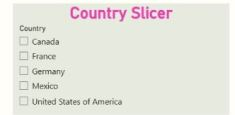 Country Slicer
Country
Canada
France
Germany
Mexico
United States of America